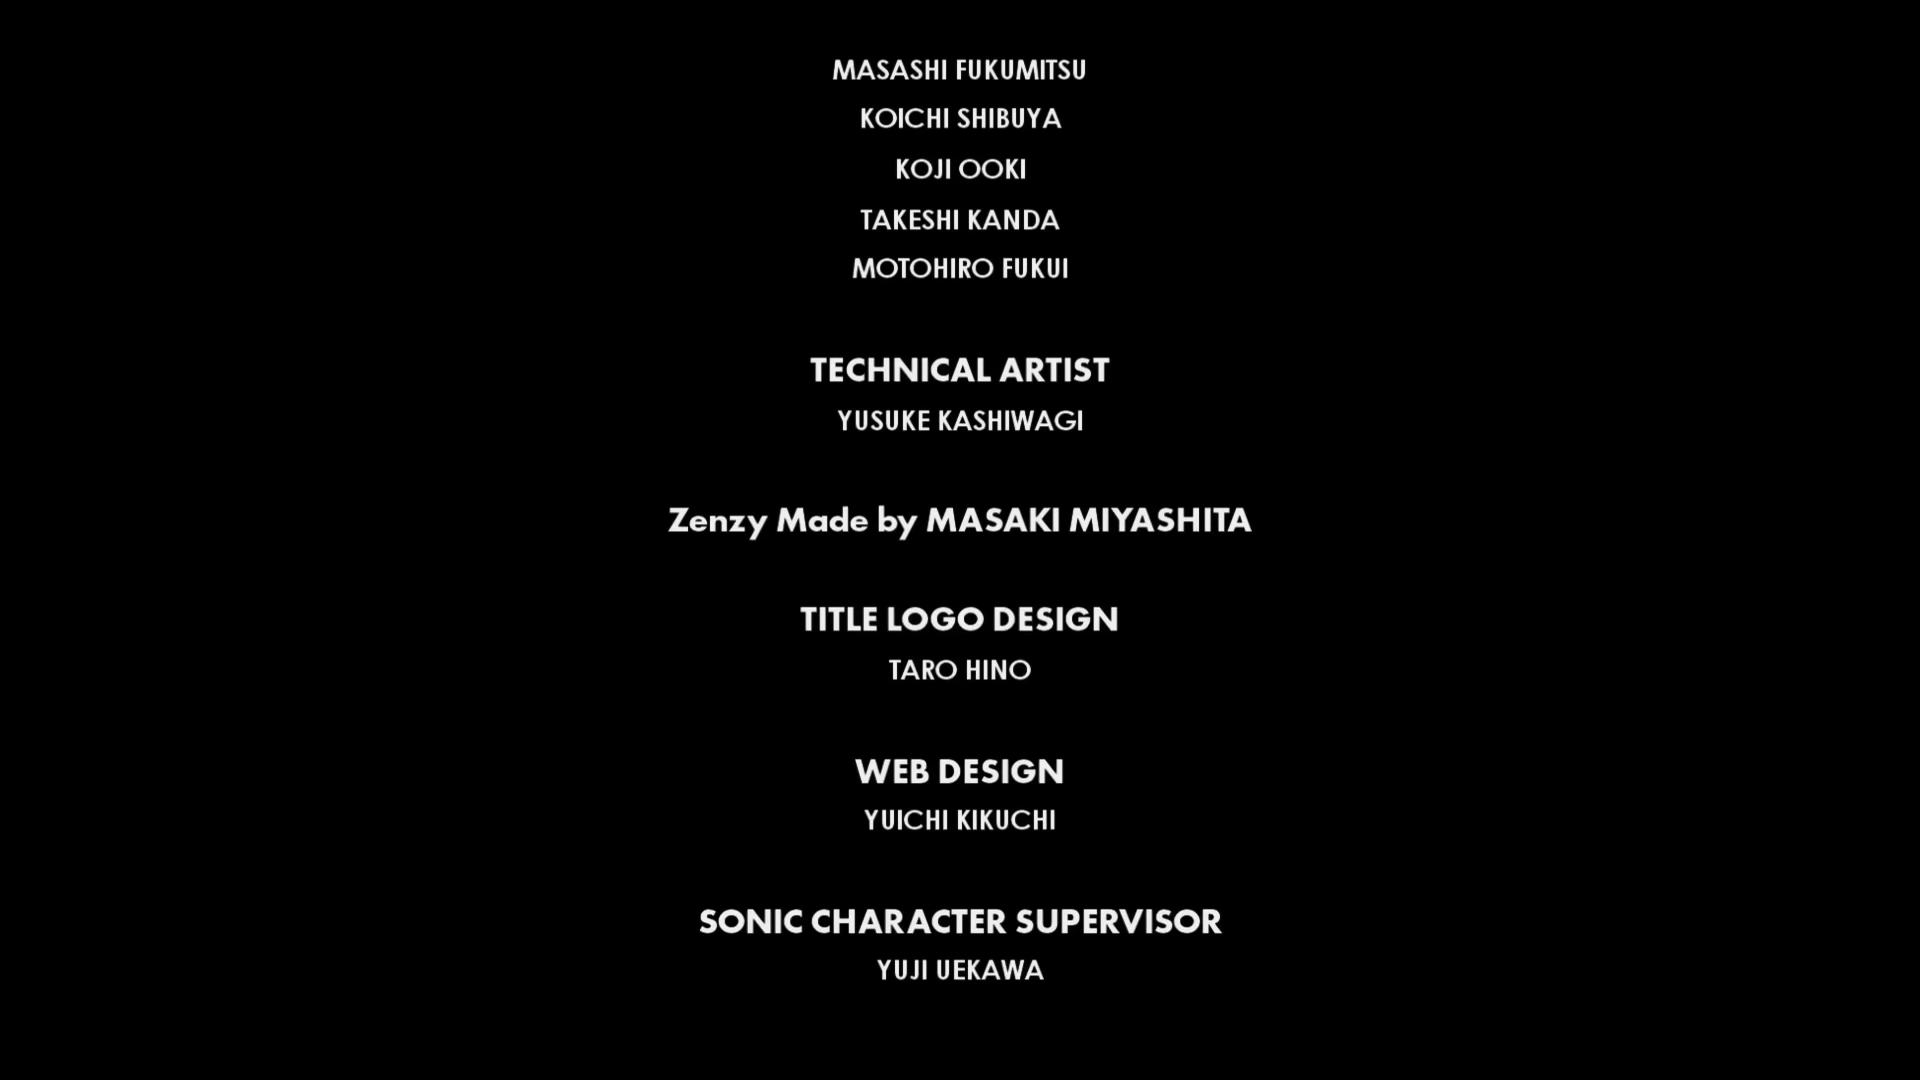 MASASHI FUKUMITSU
KOICHI SHIBUYA
KOJI OOKI
TAKESHI KANDA
MOTOHIRO FUKUI
TECHNICAL ARTIST
YUSUKE KASHIWAGI
Zenzy Made by MASAKI MIYASHITA
TITLE LOGO DESIGN
TARO HINO
WEB DESIGN
YUICHI KIKUCHI
SONIC CHARACTER SUPERVISOR
YUJI UEKAWA